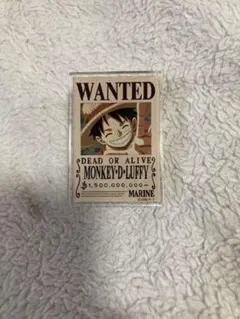 WANTED
DEAD OR ALIVE
MONKEY•D•LUFFY
฿1,500,000,000-
MARINE